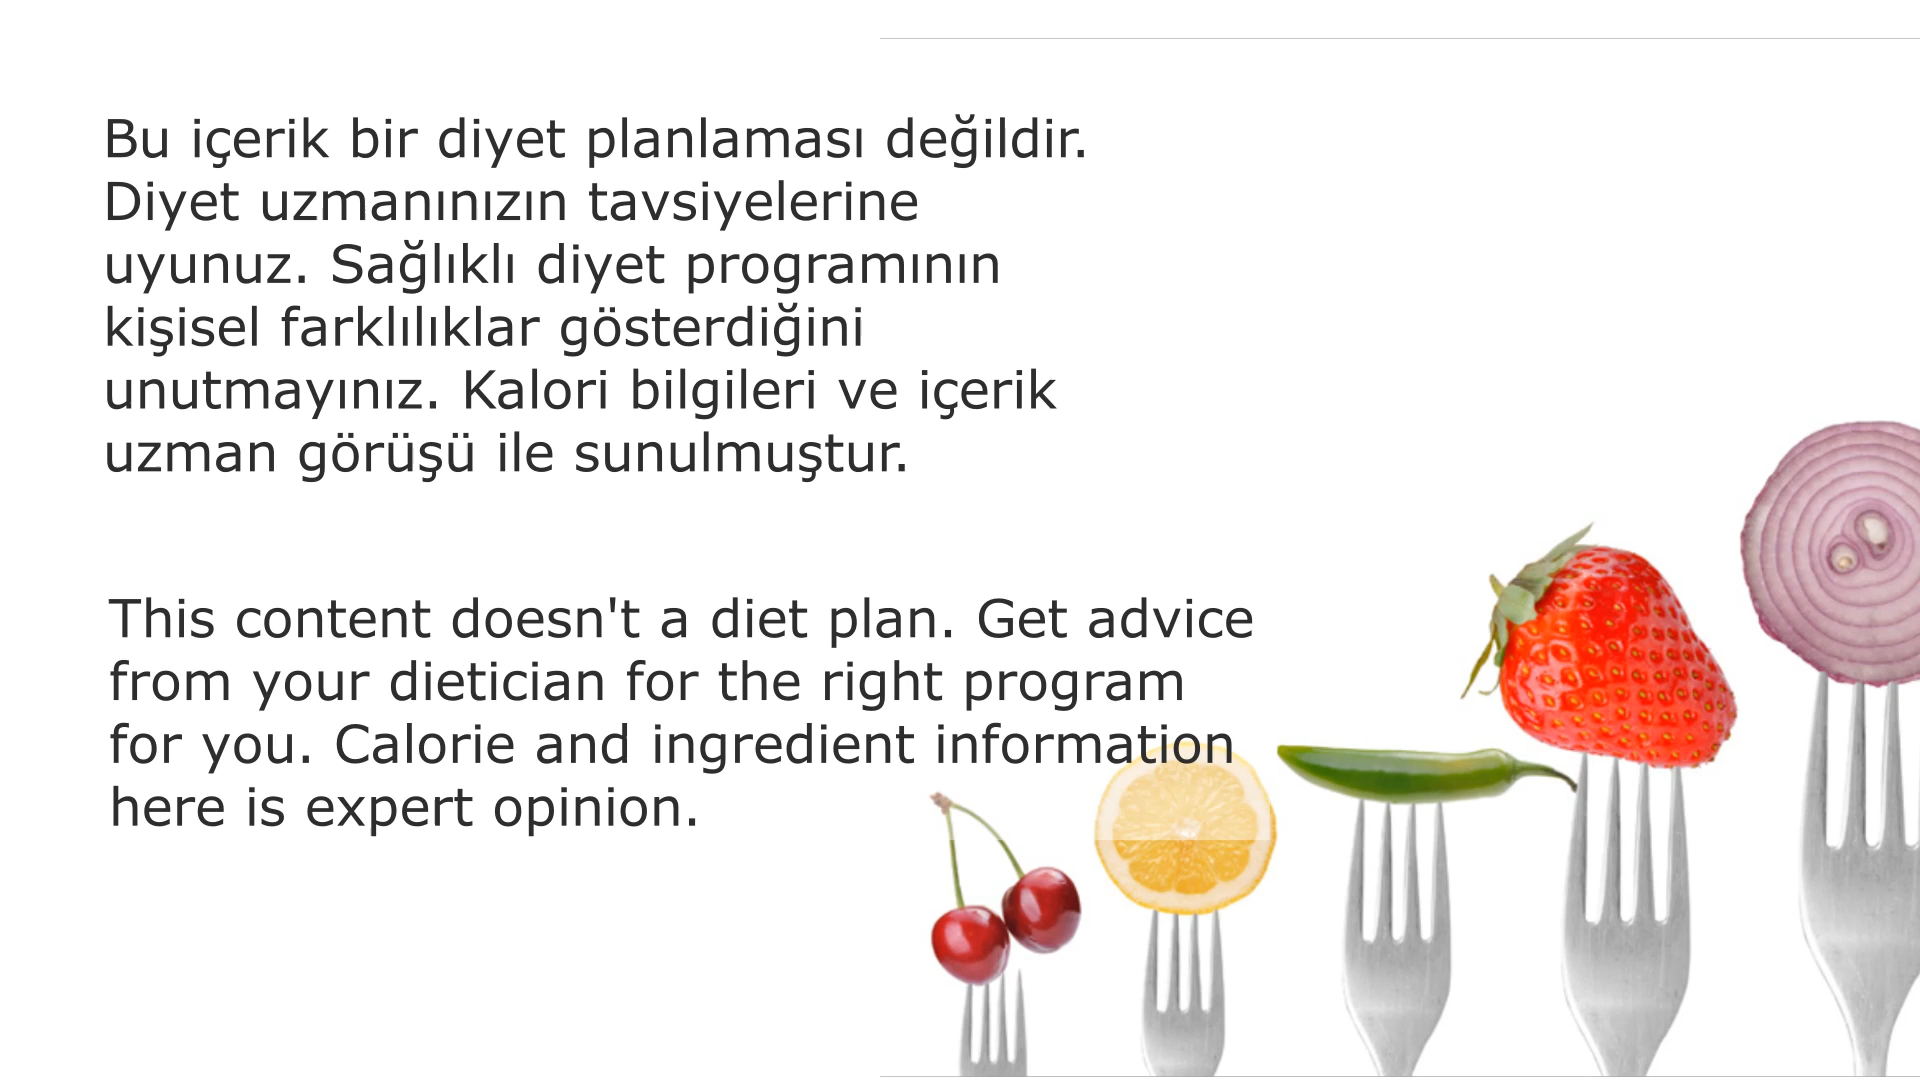 Bu içerik bir diyet planlaması değildir.
Diyet uzmanınızın tavsiyelerine
uyunuz. Sağlıklı diyet programının
kişisel farklılıklar gösterdiğini
unutmayınız. Kalori bilgileri ve içerik
uzman görüşü ile sunulmuştur.
This content doesn't a diet plan. Get advice
from your dietician for the right program
for you. Calorie and ingredient information
here is expert opinion.